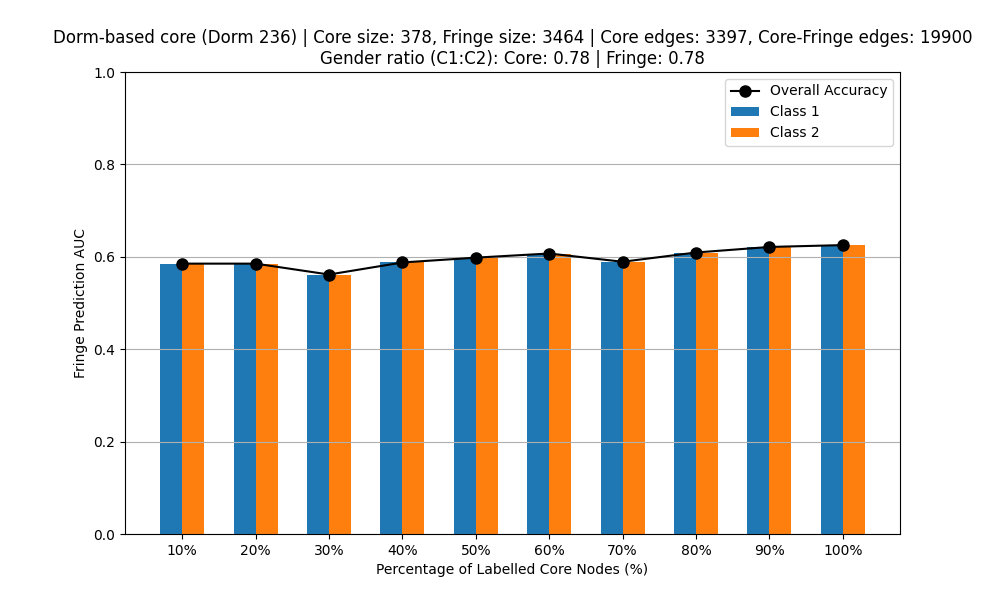 Dorm-based core (Dorm 236) | Core size: 378, Fringe size: 3464 | Core edges: 3397, Core-Fringe edges: 19900
Gender ratio (C1:C2): Core: 0.78 | Fringe: 0.78
Overall Accuracy
Class 1
Class 2
Fringe Prediction AUC
1.0
0.8
0.6
0.4
0.2
0.0
10% 20% 30% 40% 50% 60% 70% 80% 90% 100%
Percentage of Labelled Core Nodes (%)